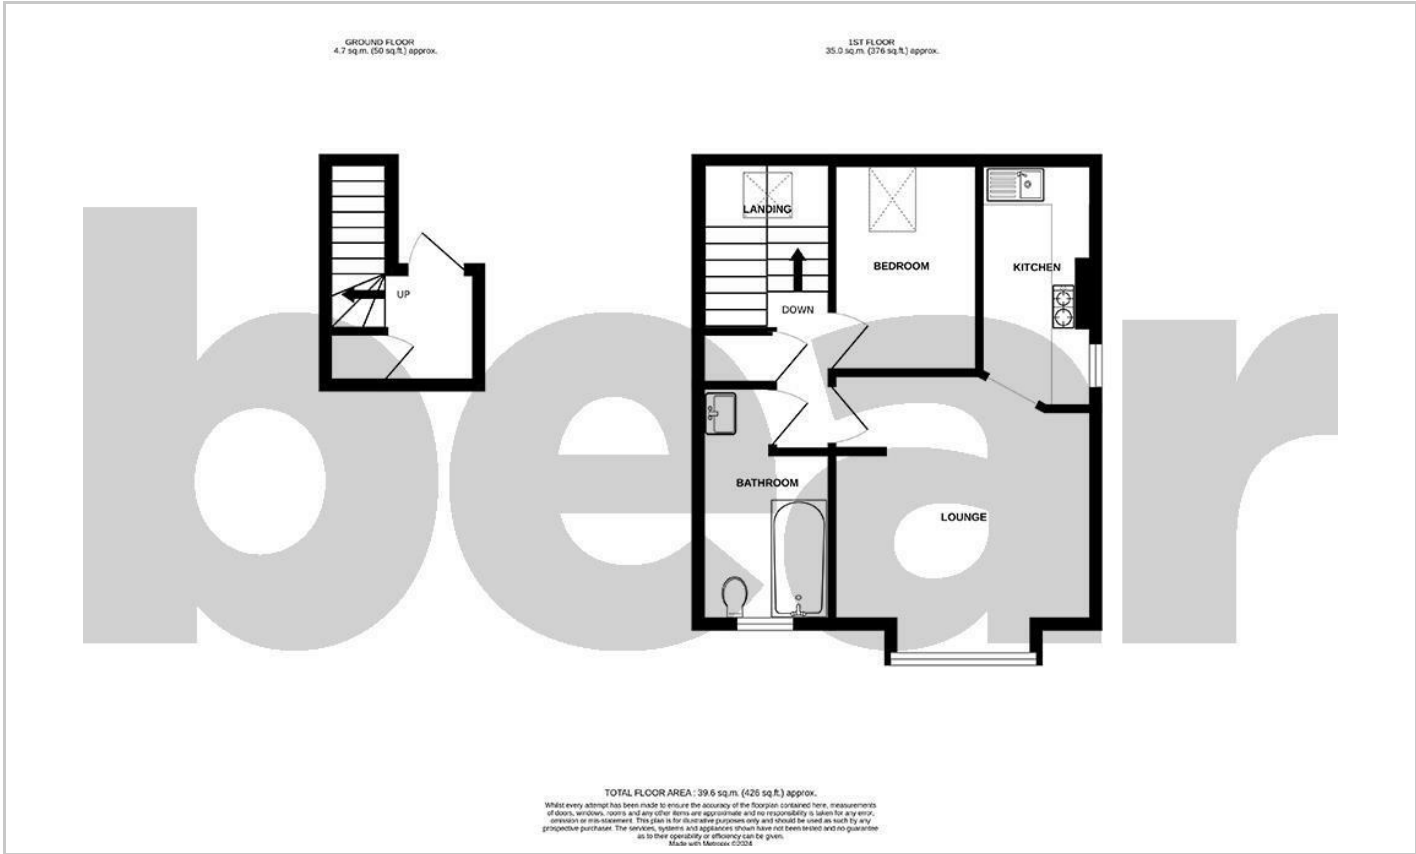 GROUND FLOOR
4.7 sq.m. (50 sq.ft.) approx.
1ST FLOOR
35.0 sq.m. (376 sq.ft.) approx.
LANDING
BEDROOM
KITCHEN
UP
DOWN
bear
BATHROOM
LOUNGE
TOTAL FLOOR AREA : 39.6 sq.m. (426 sq.ft.) approx.
Whilst every attempt has been made to ensure the accuracy of the floorplan contained here, measurements
of doors, windows, rooms and any other items are approximate and no responsibility is taken for any error,
omission or mis-statement. This plan is for illustrative purposes only and should be used as such by any
prospective purchaser. The services, systems and appliances shown have not been tested and no guarantee
as to their operability or efficiency can be given.
Made with Metropix ©2024